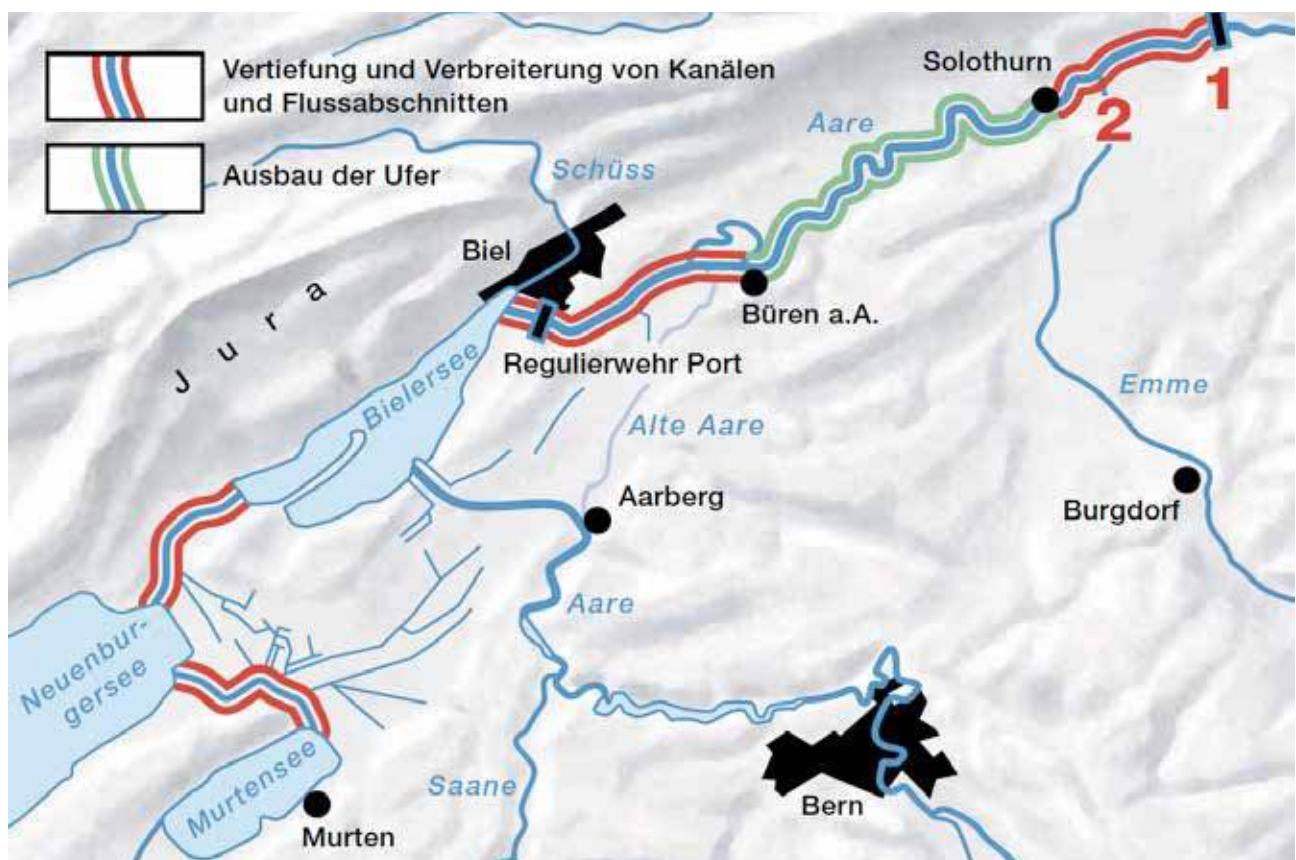 Vertiefung und Verbreiterung von Kanälen
und Flussabschnitten
Ausbau der Ufer
Solothurn
1
2
Aare
Schüss
Biel
Jura
Büren a.A.
Regulierwehr Port
Bielersee
Emme
Alte Aare
Aarberg
Burgdorf
Aare
Neuenbur-
gersee
Murtensee
Saane
Bern
Murten